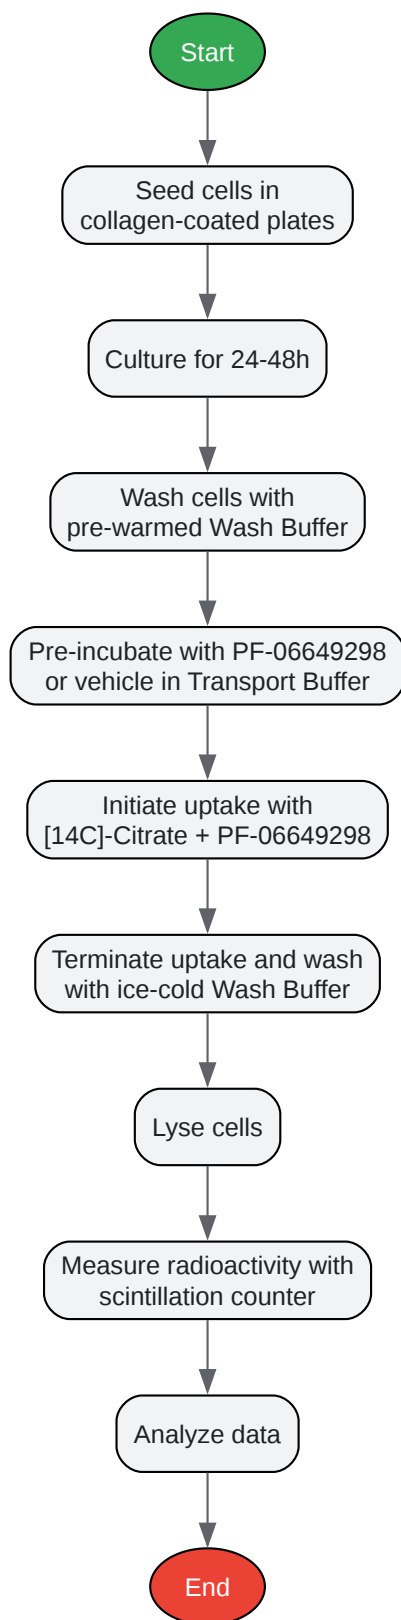 Start
Seed cells in
collagen-coated plates
Culture for 24-48h
Wash cells with
pre-warmed Wash Buffer
Pre-incubate with PF-06649298
or vehicle in Transport Buffer
Initiate uptake with
[14C]-Citrate + PF-06649298
Terminate uptake and wash
with ice-cold Wash Buffer
Lyse cells
Measure radioactivity with
scintillation counter
Analyze data
End